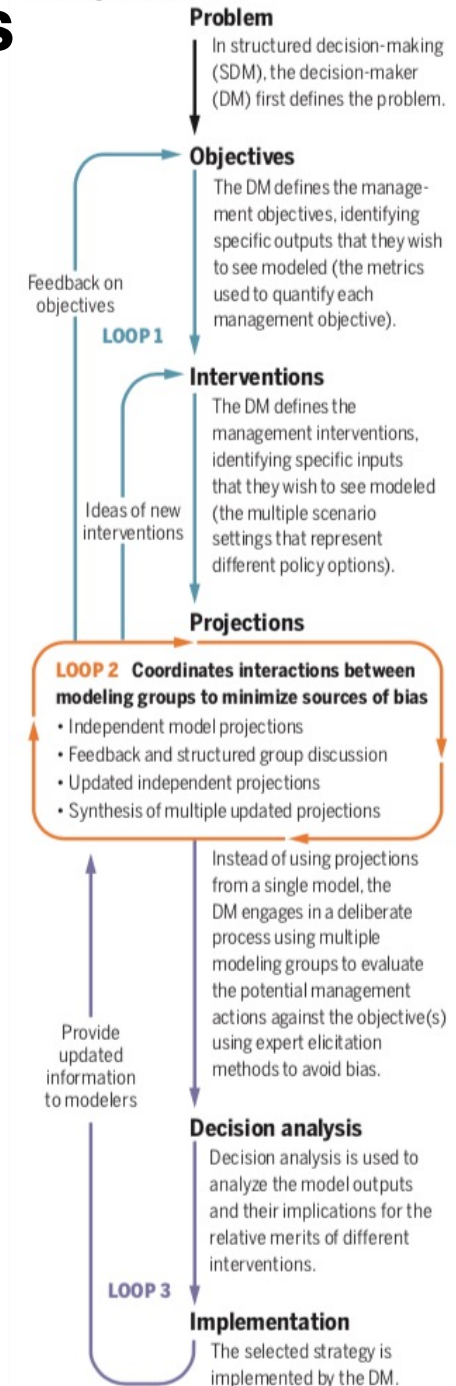 s
Problem
In structured decision-making
(SDM), the decision-maker
(DM) first defines the problem.
Objectives
The DM defines the manage-
ment objectives, identifying
specific outputs that they wish
to see modeled (the metrics
used to quantify each
management objective).
Feedback on
objectives
LOOP 1
Interventions
The DM defines the
management interventions,
identifying specific inputs
that they wish to see modeled
(the multiple scenario
settings that represent
different policy options).
Ideas of new
interventions
Projections
LOOP 2 Coordinates interactions between
modeling groups to minimize sources of bias
• Independent model projections
• Feedback and structured group discussion
• Updated independent projections
• Synthesis of multiple updated projections
Instead of using projections
from a single model, the
DM engages in a deliberate
process using multiple
modeling groups to evaluate
the potential management
actions against the objective(s)
using expert elicitation
methods to avoid bias.
Provide
updated
information
to modelers
Decision analysis
Decision analysis is used to
analyze the model outputs
and their implications for the
relative merits of different
interventions.
LOOP 3
Implementation
The selected strategy is
implemented by the DM.